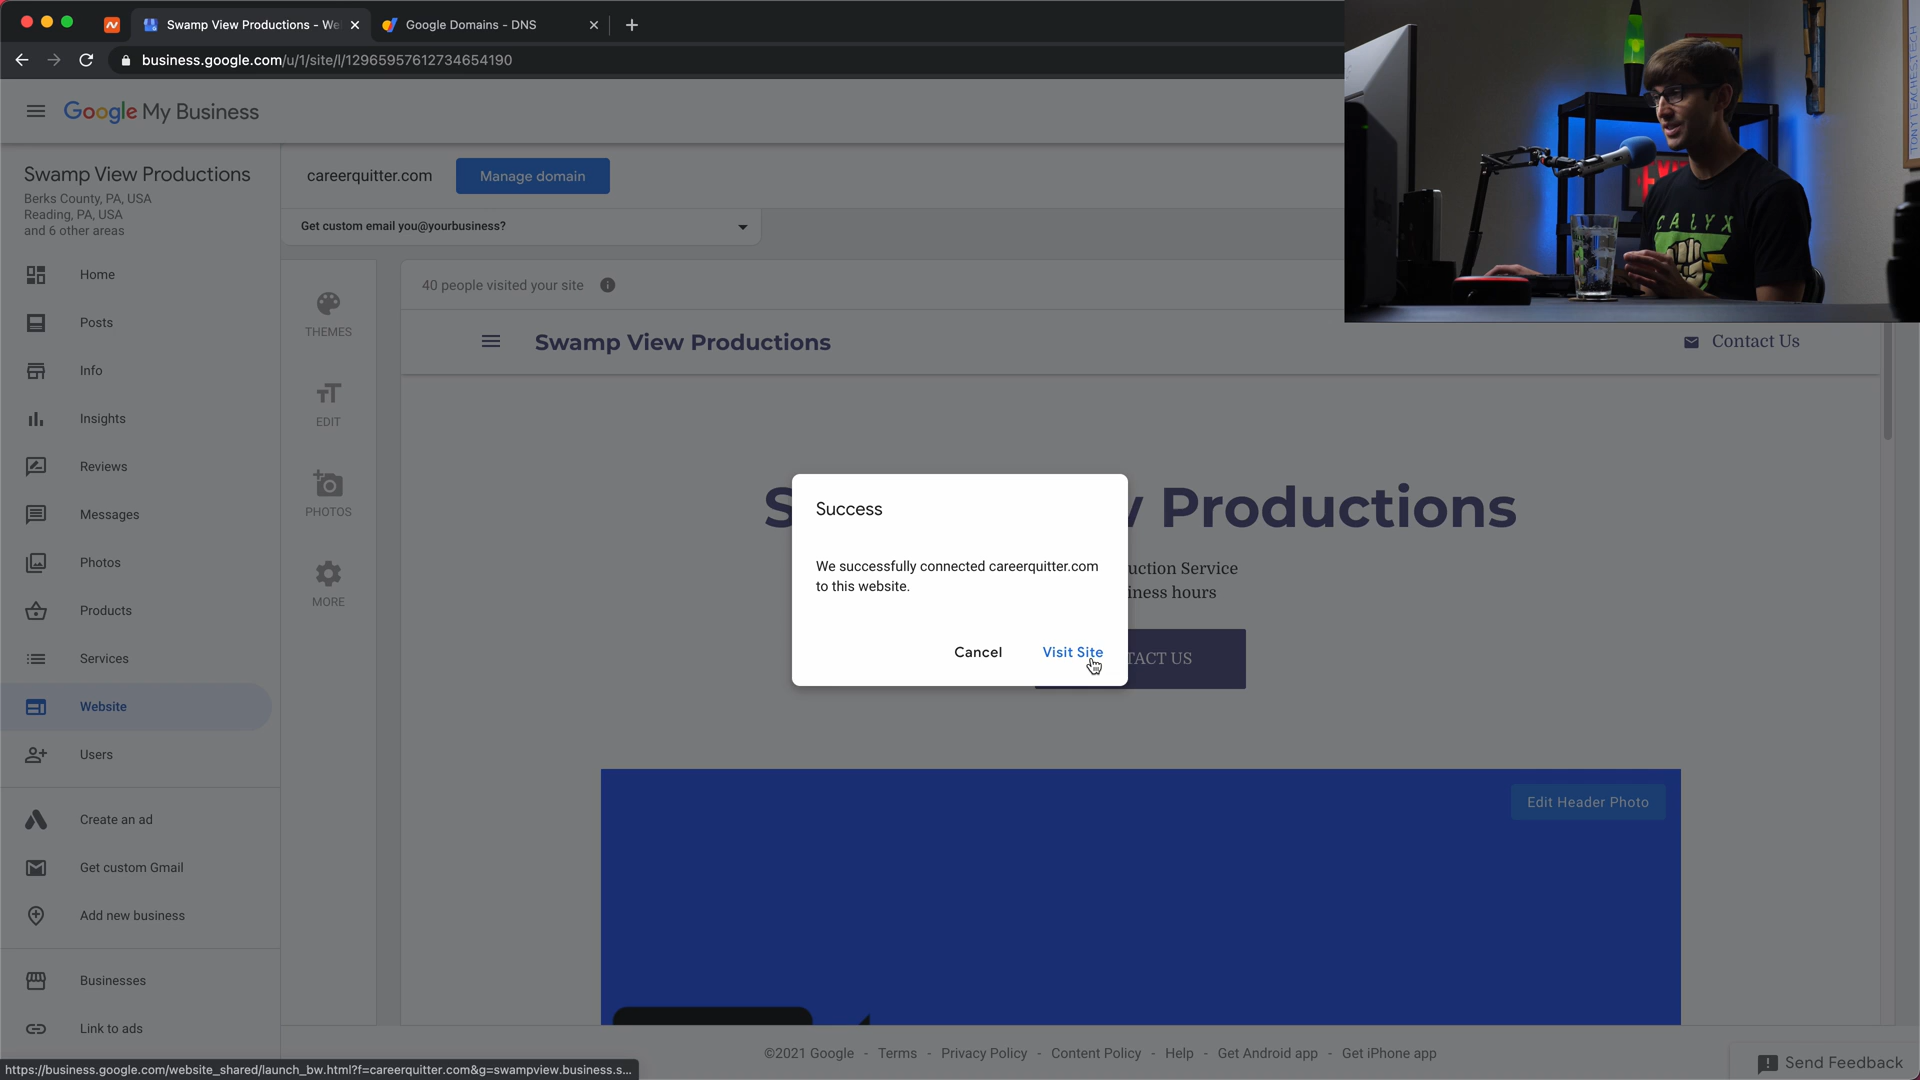 Swamp View Productions - We
Google Domains - DNS
business.google.com/u/1/site/l/12965957612734654190
Google My Business
Swamp View Productions
Berks County, PA, USA
Reading, PA, USA
and 6 other areas
careerquitter.com
Manage domain
Get custom email you@yourbusiness?
Home
Posts
Info
Insights
Reviews
Messages
Photos
Products
Services
Website
Users
Create an ad
Get custom Gmail
Add new business
Businesses
Link to ads
THEMES
EDIT
PHOTOS
MORE
40 people visited your site
Swamp View Productions
Contact Us
Productions
uction Service
iness hours
TACT US
Success
We successfully connected careerquitter.com
to this website.
Cancel
Visit Site
Edit Header Photo
©2021 Google - Terms - Privacy Policy - Content Policy - Help - Get Android app - Get iPhone app
Send Feedback
https://business.google.com/website_shared/launch_bw.html?f=careerquitter.com&g=swampview.business.s...
CALYX
TONYTEACHES.TECH